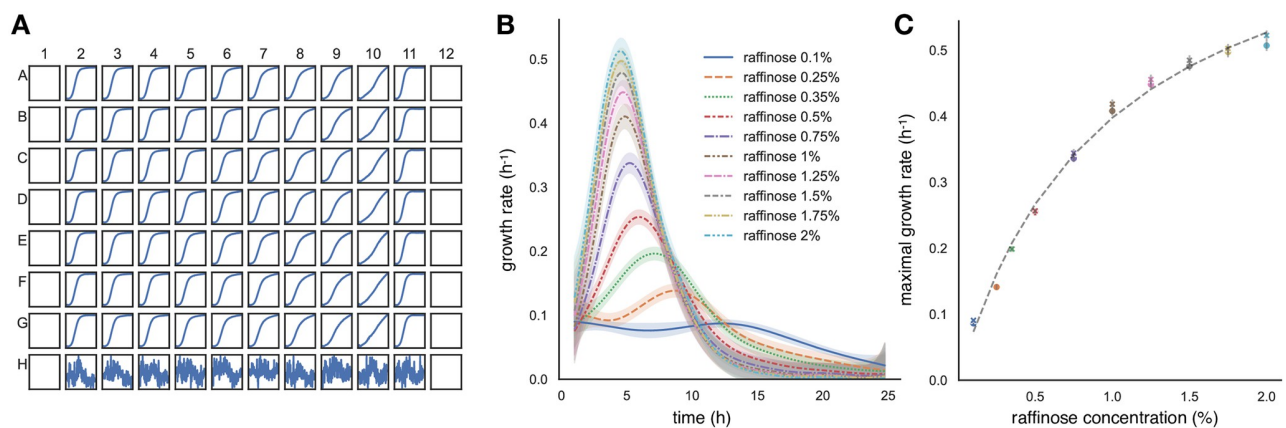 A
1 2 3 4 5 6 7 8 9 10 11 12
A
B
C
D
E
F
G
H
B
growth rate (h⁻¹)
0.5
0.4
0.3
0.2
0.1
0.0
raffinose 0.1%
raffinose 0.25%
raffinose 0.35%
raffinose 0.5%
raffinose 0.75%
raffinose 1%
raffinose 1.25%
raffinose 1.5%
raffinose 1.75%
raffinose 2%
0 5 10 15 20 25
time (h)
C
maximal growth rate (h⁻¹)
0.5
0.4
0.3
0.2
0.1
0.0
0.5 1.0 1.5 2.0
raffinose concentration (%)